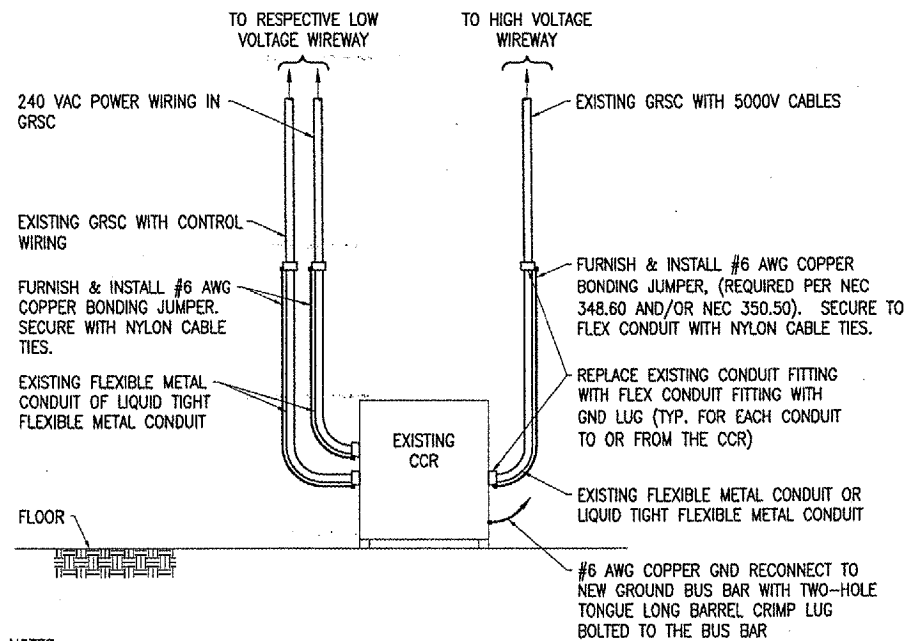 TO RESPECTIVE LOW
VOLTAGE WIREWAY
TO HIGH VOLTAGE
WIREWAY
240 VAC POWER WIRING IN
GRSC
EXISTING GRSC WITH 5000V CABLES
EXISTING GRSC WITH CONTROL
WIRING
FURNISH & INSTALL #6 AWG
COPPER BONDING JUMPER.
SECURE WITH NYLON CABLE
TIES.
FURNISH & INSTALL #6 AWG COPPER
BONDING JUMPER, (REQUIRED PER NEC
348.60 AND/OR NEC 350.50). SECURE TO
FLEX CONDUIT WITH NYLON CABLE TIES.
EXISTING FLEXIBLE METAL
CONDUIT OF LIQUID TIGHT
FLEXIBLE METAL CONDUIT
REPLACE EXISTING CONDUIT FITTING
WITH FLEX CONDUIT FITTING WITH
GND LUG (TYP. FOR EACH CONDUIT
TO OR FROM THE CCR)
EXISTING
CCR
EXISTING FLEXIBLE METAL CONDUIT OR
LIQUID TIGHT FLEXIBLE METAL CONDUIT
FLOOR
#6 AWG COPPER GND RECONNECT TO
NEW GROUND BUS BAR WITH TWO-HOLE
TONGUE LONG BARREL CRIMP LUG
BOLTED TO THE BUS BAR